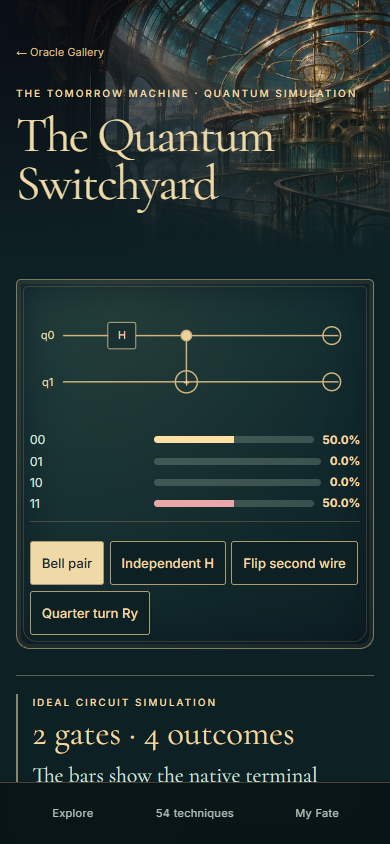 ← Oracle Gallery
THE TOMORROW MACHINE · QUANTUM SIMULATION
The Quantum
Switchyard
q0
H
q1
00 50.0%
01 0.0%
10 0.0%
11 50.0%
Bell pair Independent H Flip second wire
Quarter turn Ry
IDEAL CIRCUIT SIMULATION
2 gates · 4 outcomes
The bars show the native terminal
Explore 54 techniques My Fate